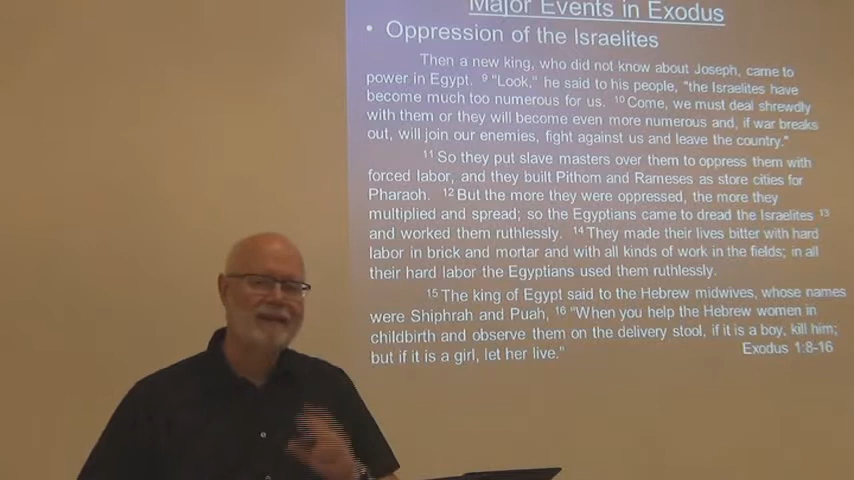 Major Events in Exodus
• Oppression of the Israelites
Then a new king, who did not know about Joseph, came to
power in Egypt. 9 "Look," he said to his people, "the Israelites have
become much too numerous for us. 10 Come, we must deal shrewdly
with them or they will become even more numerous and, if war breaks
out, will join our enemies, fight against us and leave the country."
11 So they put slave masters over them to oppress them with
forced labor, and they built Pithom and Rameses as store cities for
Pharaoh. 12 But the more they were oppressed, the more they
multiplied and spread; so the Egyptians came to dread the Israelites 13
and worked them ruthlessly. 14 They made their lives bitter with hard
labor in brick and mortar and with all kinds of work in the fields; in all
their hard labor the Egyptians used them ruthlessly.
15 The king of Egypt said to the Hebrew midwives, whose names
were Shiphrah and Puah, 16 "When you help the Hebrew women in
childbirth and observe them on the delivery stool, if it is a boy, kill him;
but if it is a girl, let her live." Exodus 1:8-16